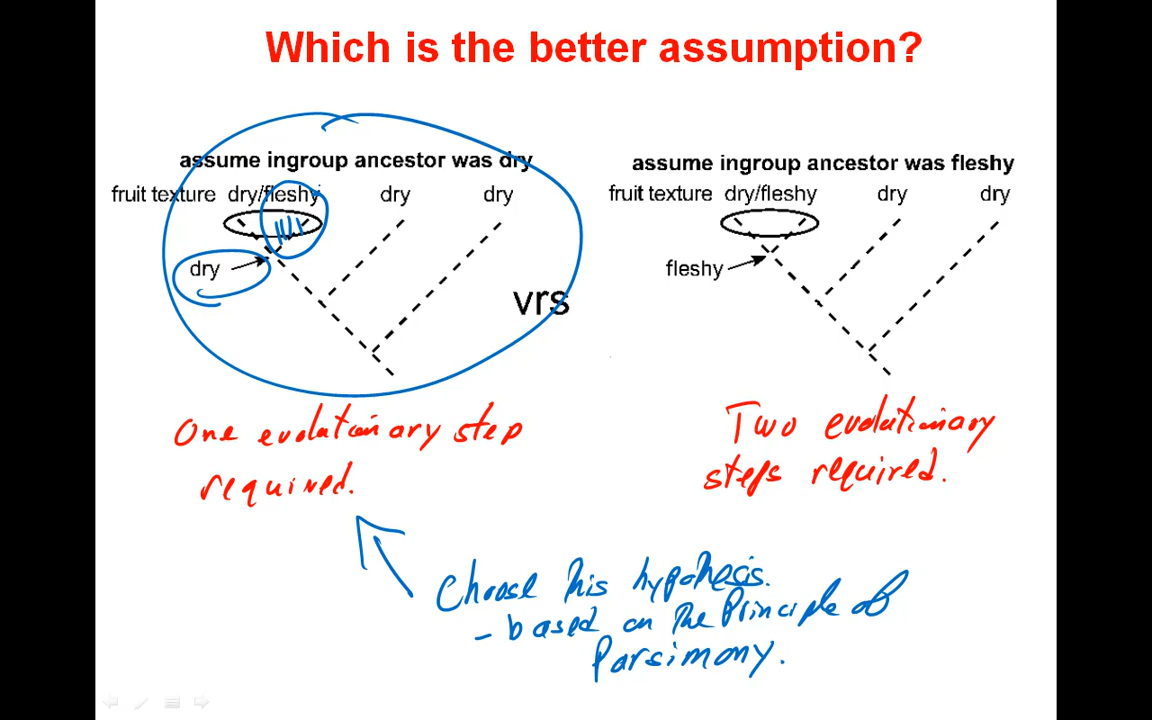 Which is the better assumption?
assume ingroup ancestor was dry
fruit texture dry/fleshy dry dry
dry
vrs
assume ingroup ancestor was fleshy
fruit texture dry/fleshy dry dry
fleshy
One evolutionary step
required.
Two evolutionary
steps required.
Choose this hypothesis.
- based on the Principle of
Parsimony.